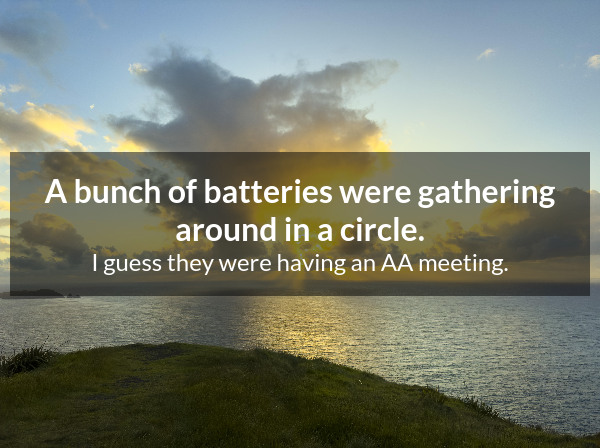 A bunch of batteries were gathering
around in a circle.
I guess they were having an AA meeting.